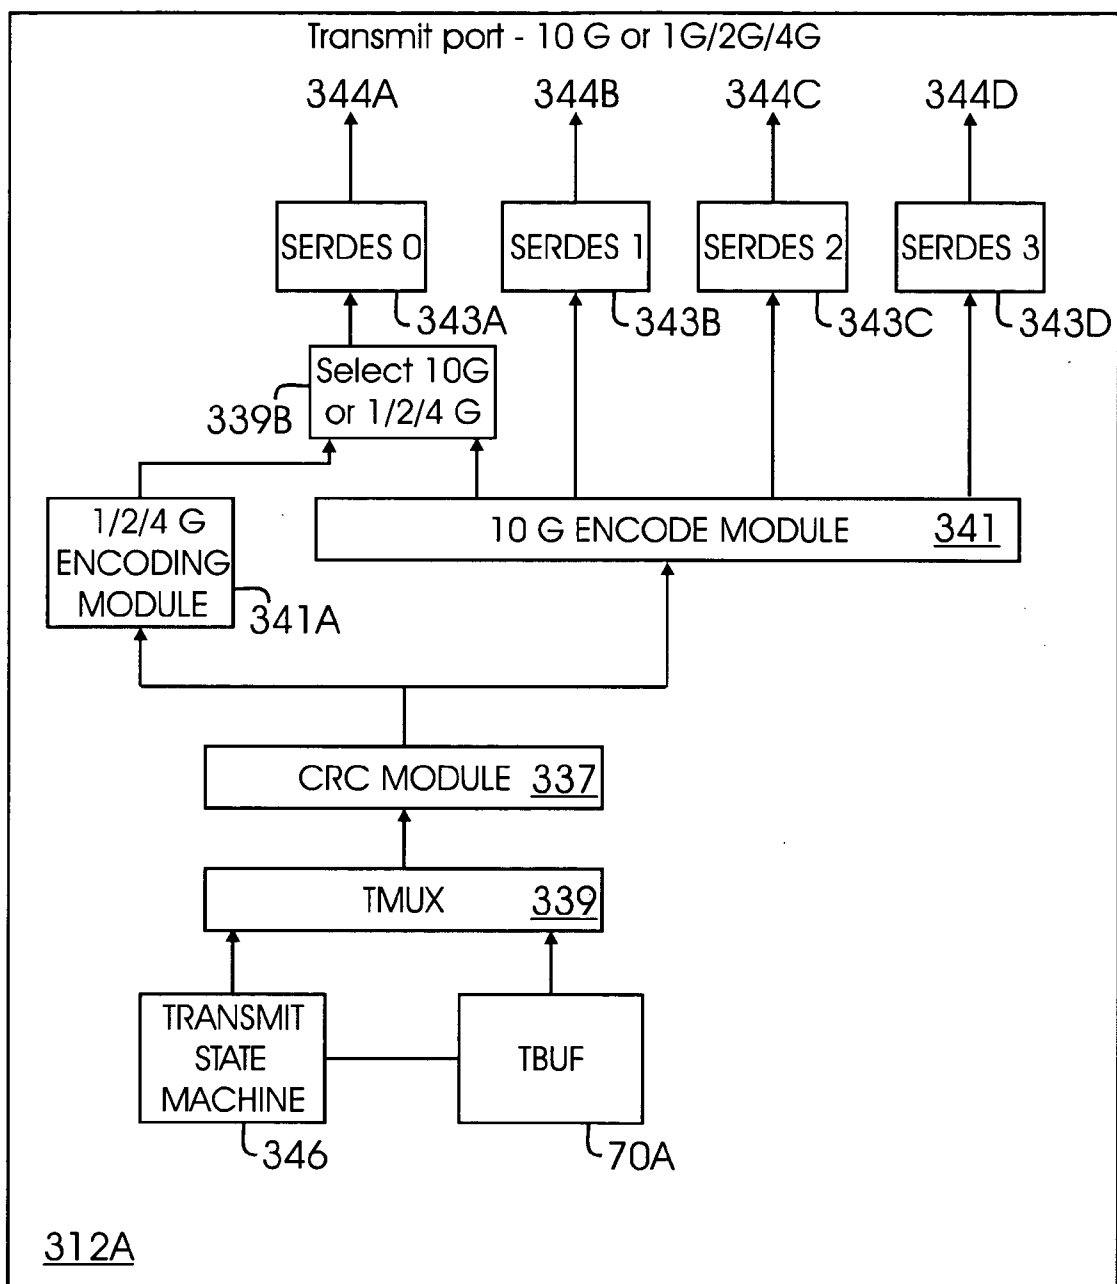 Transmit port - 10 G or 1G/2G/4G
344A
344B
344C
344D
SERDES 0
SERDES 1
SERDES 2
SERDES 3
343A
343B
343C
343D
Select 10G
or 1/2/4 G
339B
1/2/4 G
ENCODING
MODULE
341A
10 G ENCODE MODULE 341
CRC MODULE 337
TMUX 339
TRANSMIT
STATE
MACHINE
346
TBUF
70A
312A